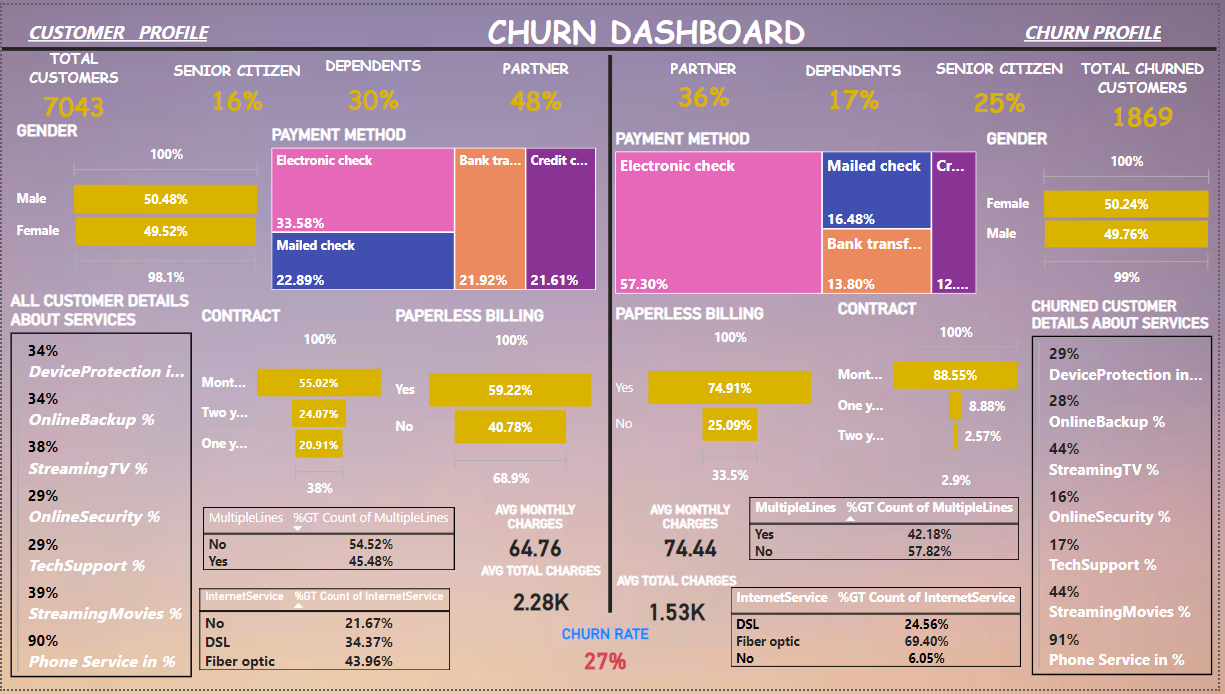 CUSTOMER PROFILE
CHURN DASHBOARD
CHURN PROFILE
TOTAL
CUSTOMERS
7043
SENIOR CITIZEN
16%
DEPENDENTS
30%
PARTNER
48%
PARTNER
36%
DEPENDENTS
17%
SENIOR CITIZEN
25%
TOTAL CHURNED
CUSTOMERS
1869
GENDER
100%
Male
50.48%
Female
49.52%
98.1%
PAYMENT METHOD
Electronic check
33.58%
Mailed check
22.89%
Bank tra...
21.92%
Credit c...
21.61%
PAYMENT METHOD
Electronic check
57.30%
Mailed check
16.48%
Bank transf...
13.80%
Cr...
12....
GENDER
100%
Female
50.24%
Male
49.76%
99%
ALL CUSTOMER DETAILS
ABOUT SERVICES
34%
DeviceProtection i...
34%
OnlineBackup %
38%
StreamingTV %
29%
OnlineSecurity %
29%
TechSupport %
39%
StreamingMovies %
90%
Phone Service in %
CONTRACT
100%
Mont...
55.02%
Two y...
24.07%
One y...
20.91%
38%
PAPERLESS BILLING
100%
Yes
59.22%
No
40.78%
68.9%
MultipleLines %GT Count of MultipleLines
No 54.52%
Yes 45.48%
InternetService %GT Count of InternetService
No 21.67%
DSL 34.37%
Fiber optic 43.96%
AVG MONTHLY
CHARGES
64.76
AVG TOTAL CHARGES
2.28K
CHURN RATE
27%
PAPERLESS BILLING
100%
Yes
74.91%
No
25.09%
33.5%
CONTRACT
100%
Mont...
88.55%
One y...
8.88%
Two y...
2.57%
2.9%
AVG MONTHLY
CHARGES
74.44
AVG TOTAL CHARGES
1.53K
MultipleLines %GT Count of MultipleLines
Yes 42.18%
No 57.82%
InternetService %GT Count of InternetService
DSL 24.56%
Fiber optic 69.40%
No 6.05%
CHURNED CUSTOMER
DETAILS ABOUT SERVICES
29%
DeviceProtection in...
28%
OnlineBackup %
44%
StreamingTV %
16%
OnlineSecurity %
17%
TechSupport %
44%
StreamingMovies %
91%
Phone Service in %